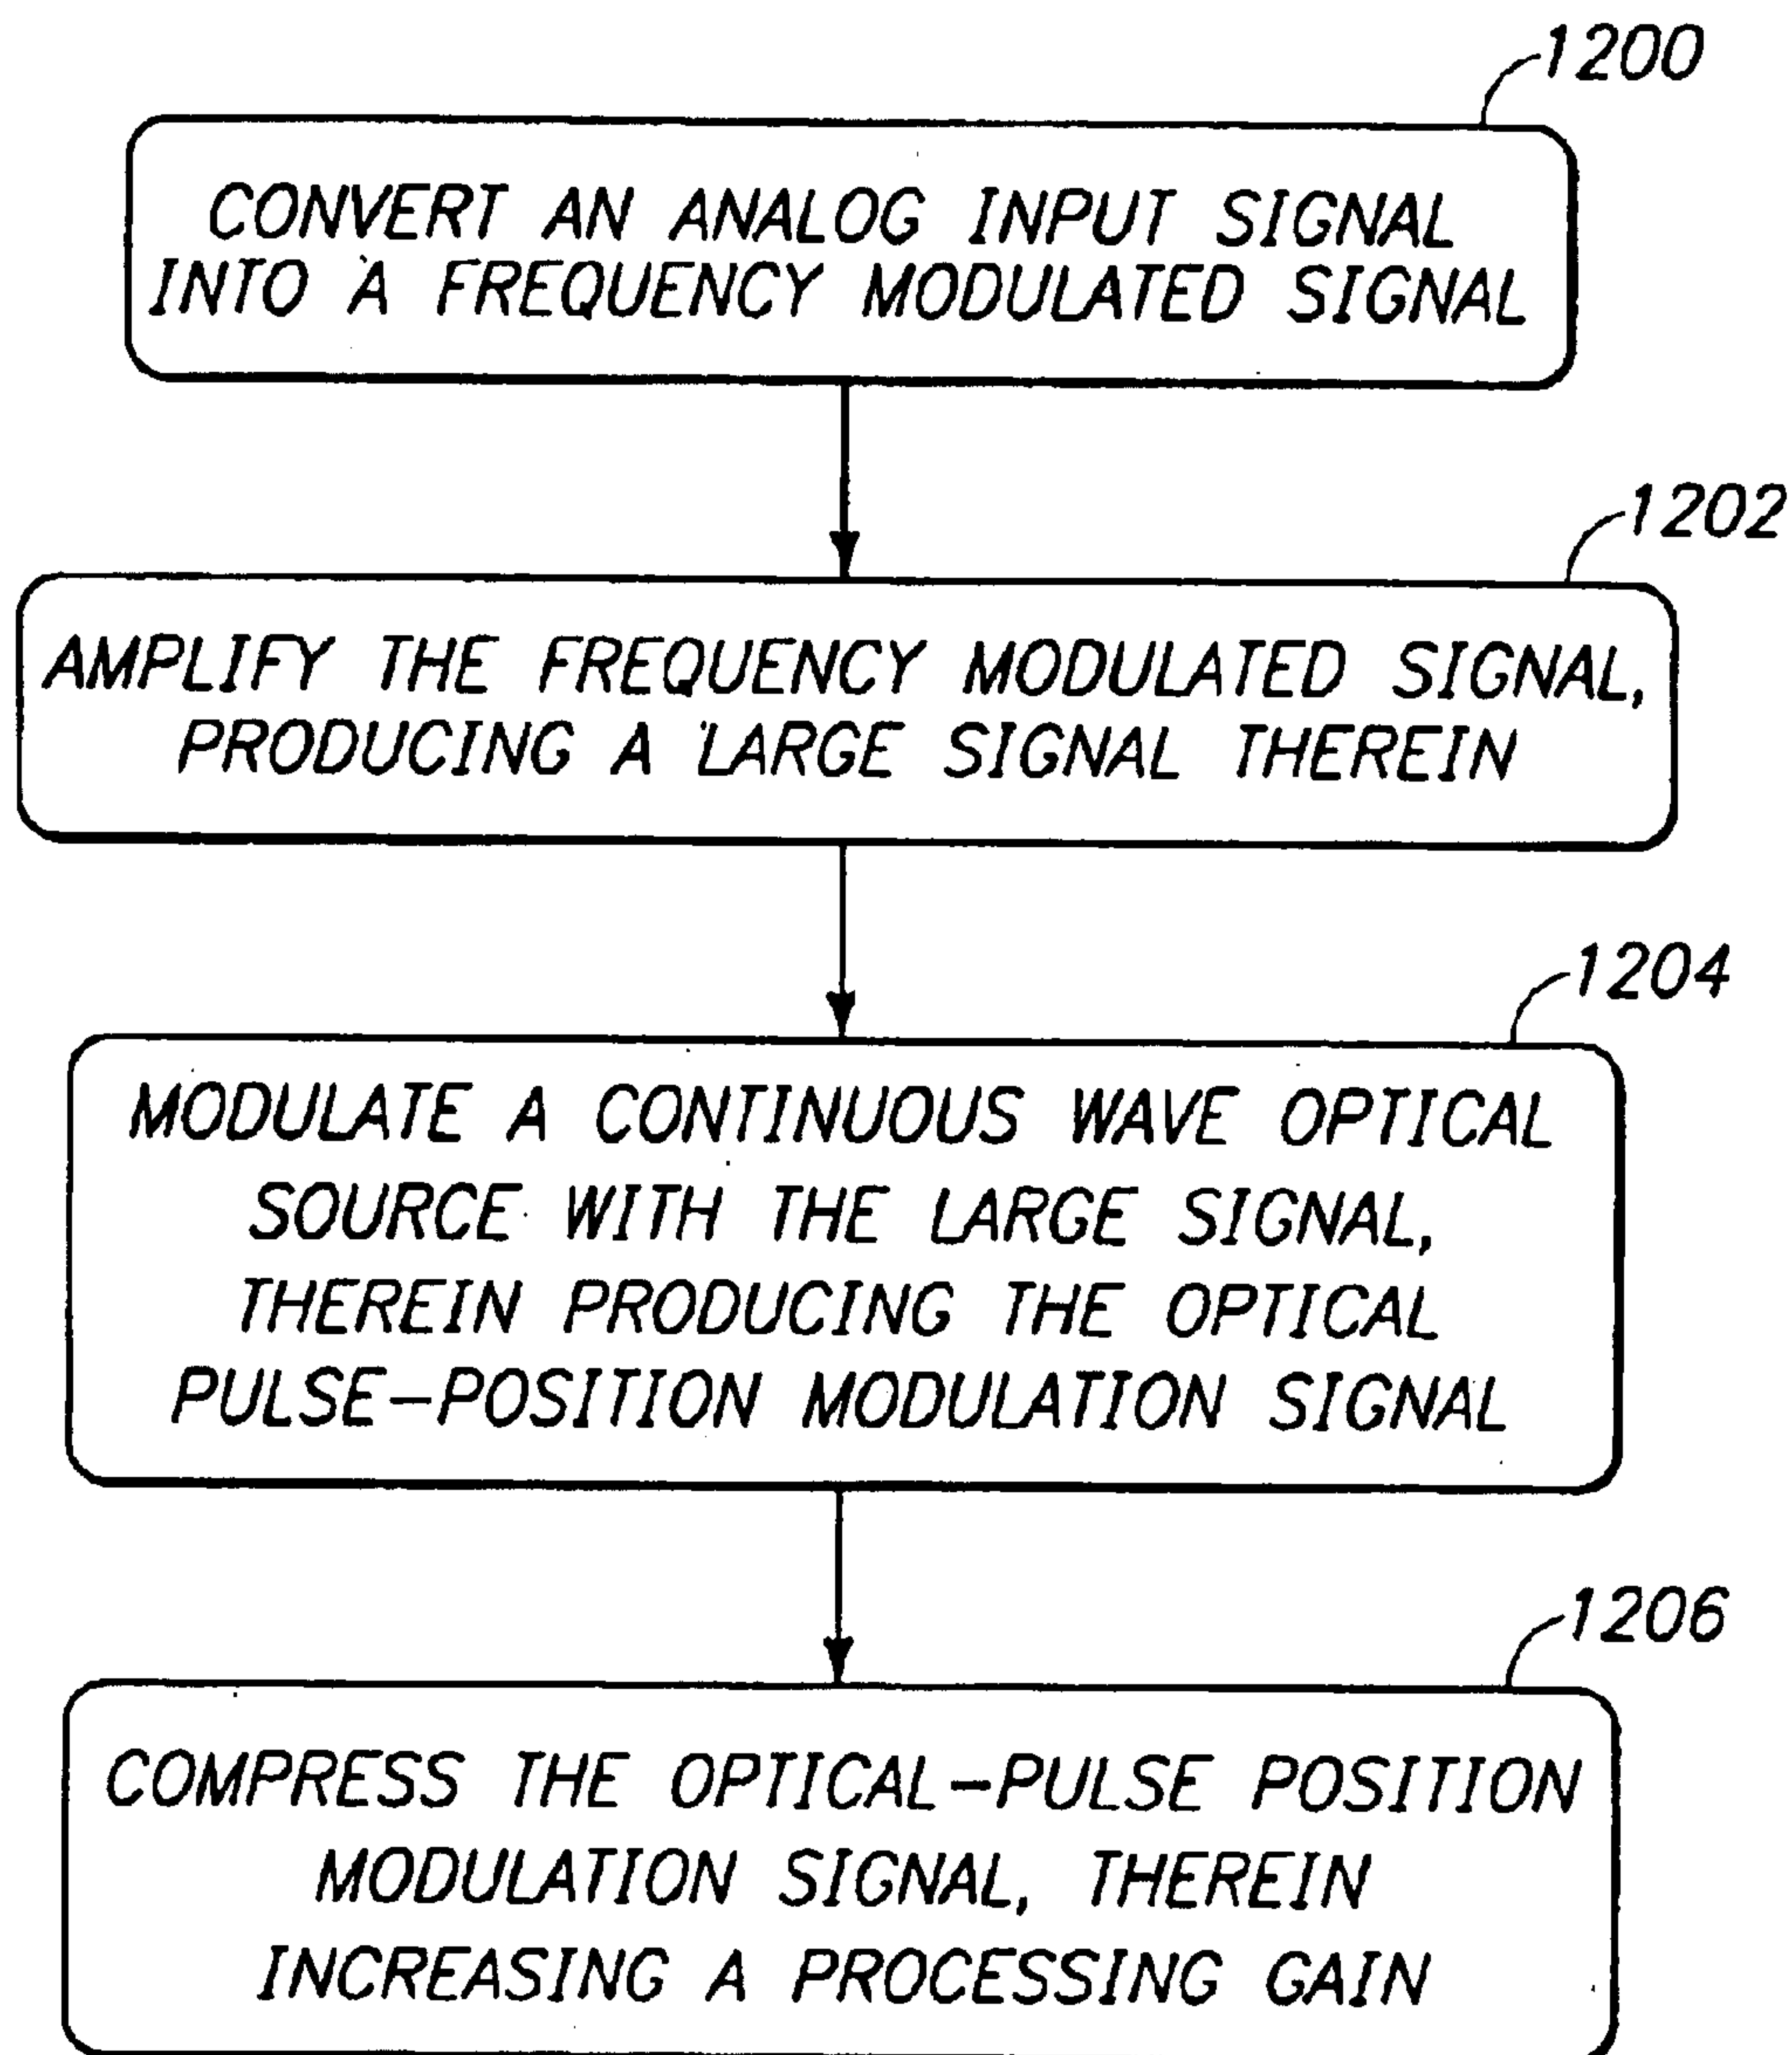 1200
CONVERT AN ANALOG INPUT SIGNAL
INTO A FREQUENCY MODULATED SIGNAL
1202
AMPLIFY THE FREQUENCY MODULATED SIGNAL,
PRODUCING A LARGE SIGNAL THEREIN
1204
MODULATE A CONTINUOUS WAVE OPTICAL
SOURCE WITH THE LARGE SIGNAL,
THEREIN PRODUCING THE OPTICAL
PULSE-POSITION MODULATION SIGNAL
1206
COMPRESS THE OPTICAL-PULSE POSITION
MODULATION SIGNAL, THEREIN
INCREASING A PROCESSING GAIN